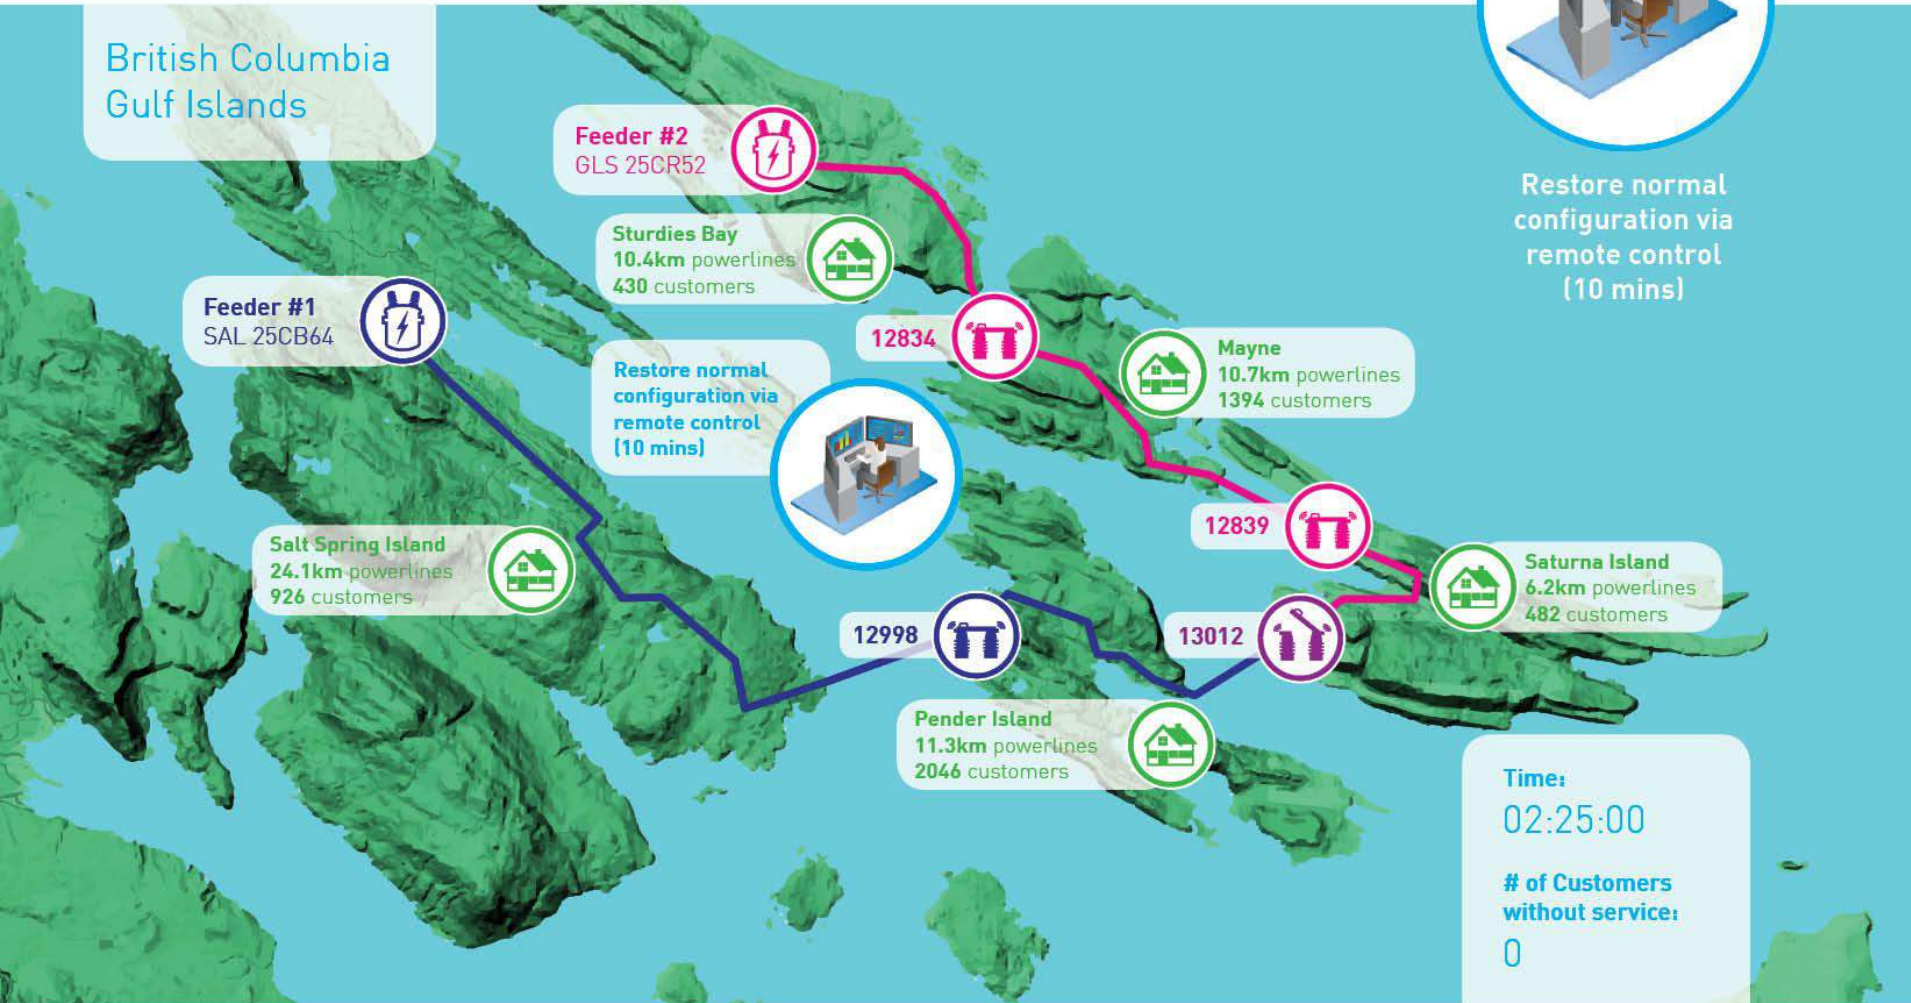 British Columbia
Gulf Islands
Feeder #2
GLS 25CR52
Sturdies Bay
10.4km powerlines
430 customers
Feeder #1
SAL 25CB64
Restore normal
configuration via
remote control
(10 mins)
12834
Mayne
10.7km powerlines
1394 customers
Restore normal
configuration via
remote control
(10 mins)
Salt Spring Island
24.1km powerlines
926 customers
12839
Saturna Island
6.2km powerlines
482 customers
12998
13012
Pender Island
11.3km powerlines
2046 customers
Time:
02:25:00
# of Customers
without service:
0